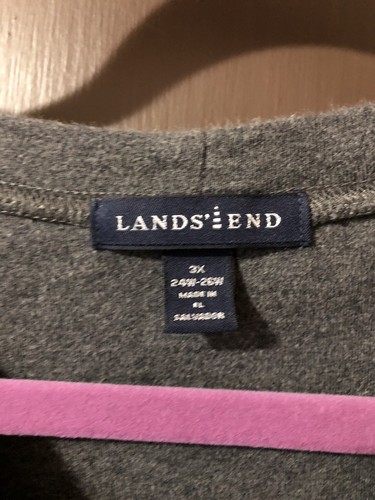 LANDS' END
3X
24W-26W
MADE IN
EL
SALVADOR